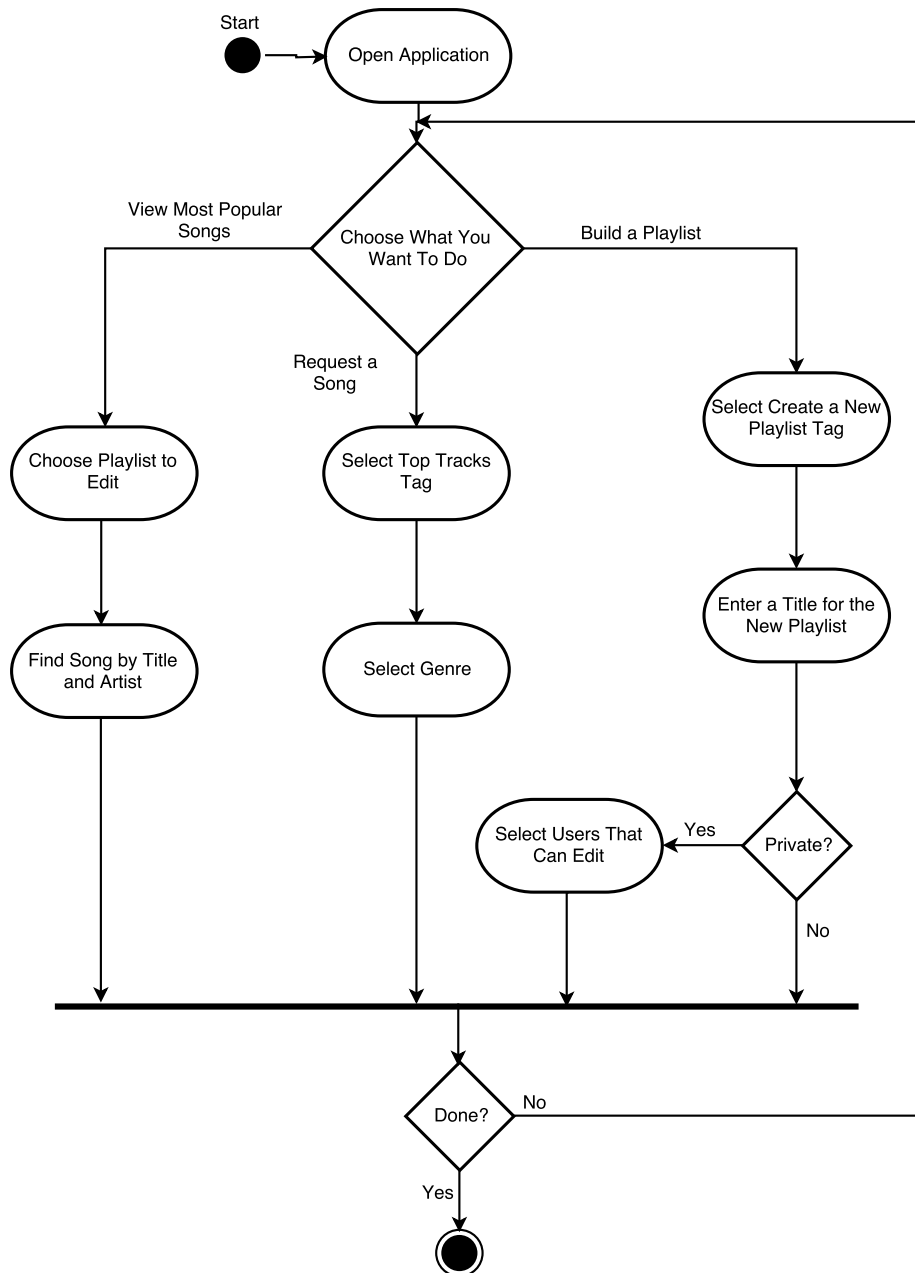 Start
Open Application
View Most Popular
Songs
Choose What You
Want To Do
Build a Playlist
Request a
Song
Select Create a New
Playlist Tag
Choose Playlist to
Edit
Select Top Tracks
Tag
Enter a Title for the
New Playlist
Find Song by Title
and Artist
Select Genre
Select Users That
Can Edit
Yes
Private?
No
Done?
No
Yes